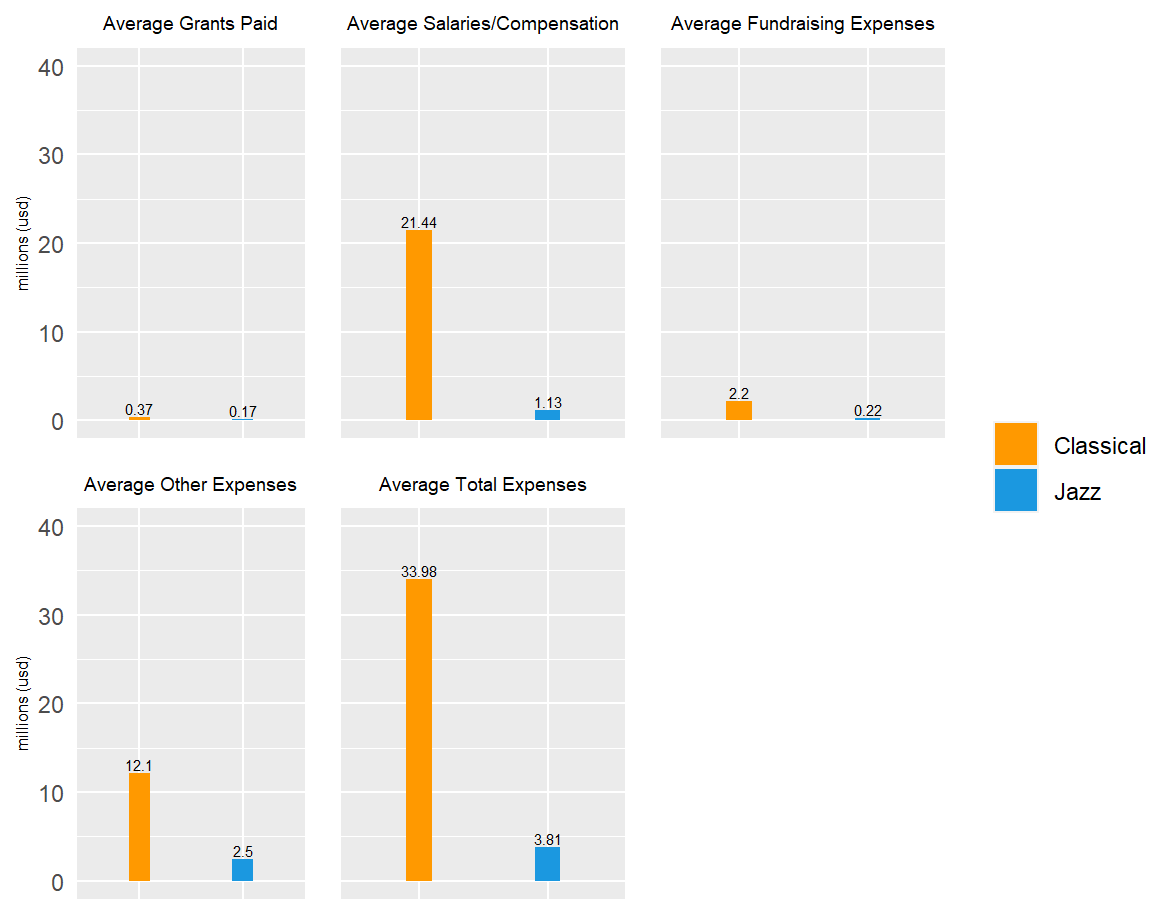 Average Grants Paid
Average Salaries/Compensation
Average Fundraising Expenses
40
30
20
10
0
millions (usd)
0.37
0.17
21.44
1.13
2.2
0.22
Classical
Jazz
Average Other Expenses
Average Total Expenses
40
30
20
10
0
millions (usd)
12.1
2.5
33.98
3.81